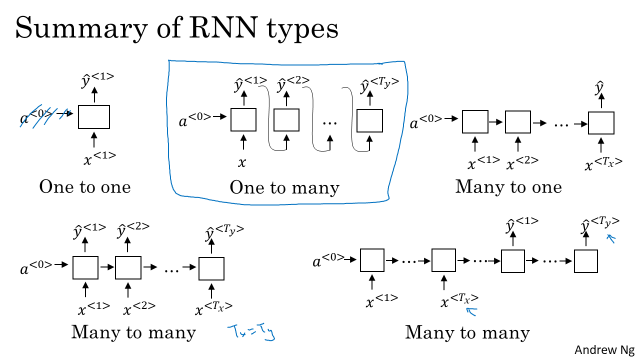 Summary of RNN types
ŷ<1>
a<0>
x<1>
One to one
ŷ<1> ŷ<2> ŷ<Ty>
a<0> ...
x
One to many
ŷ
a<0> ...
x<1> x<2> x<Tx>
Many to one
ŷ<1> ŷ<2> ŷ<Ty>
a<0> ...
x<1> x<2> x<Tx>
Many to many Tx=Ty
ŷ<1> ŷ<Ty>
a<0> ... ... ...
x<1> x<Tx>
Many to many
Andrew Ng